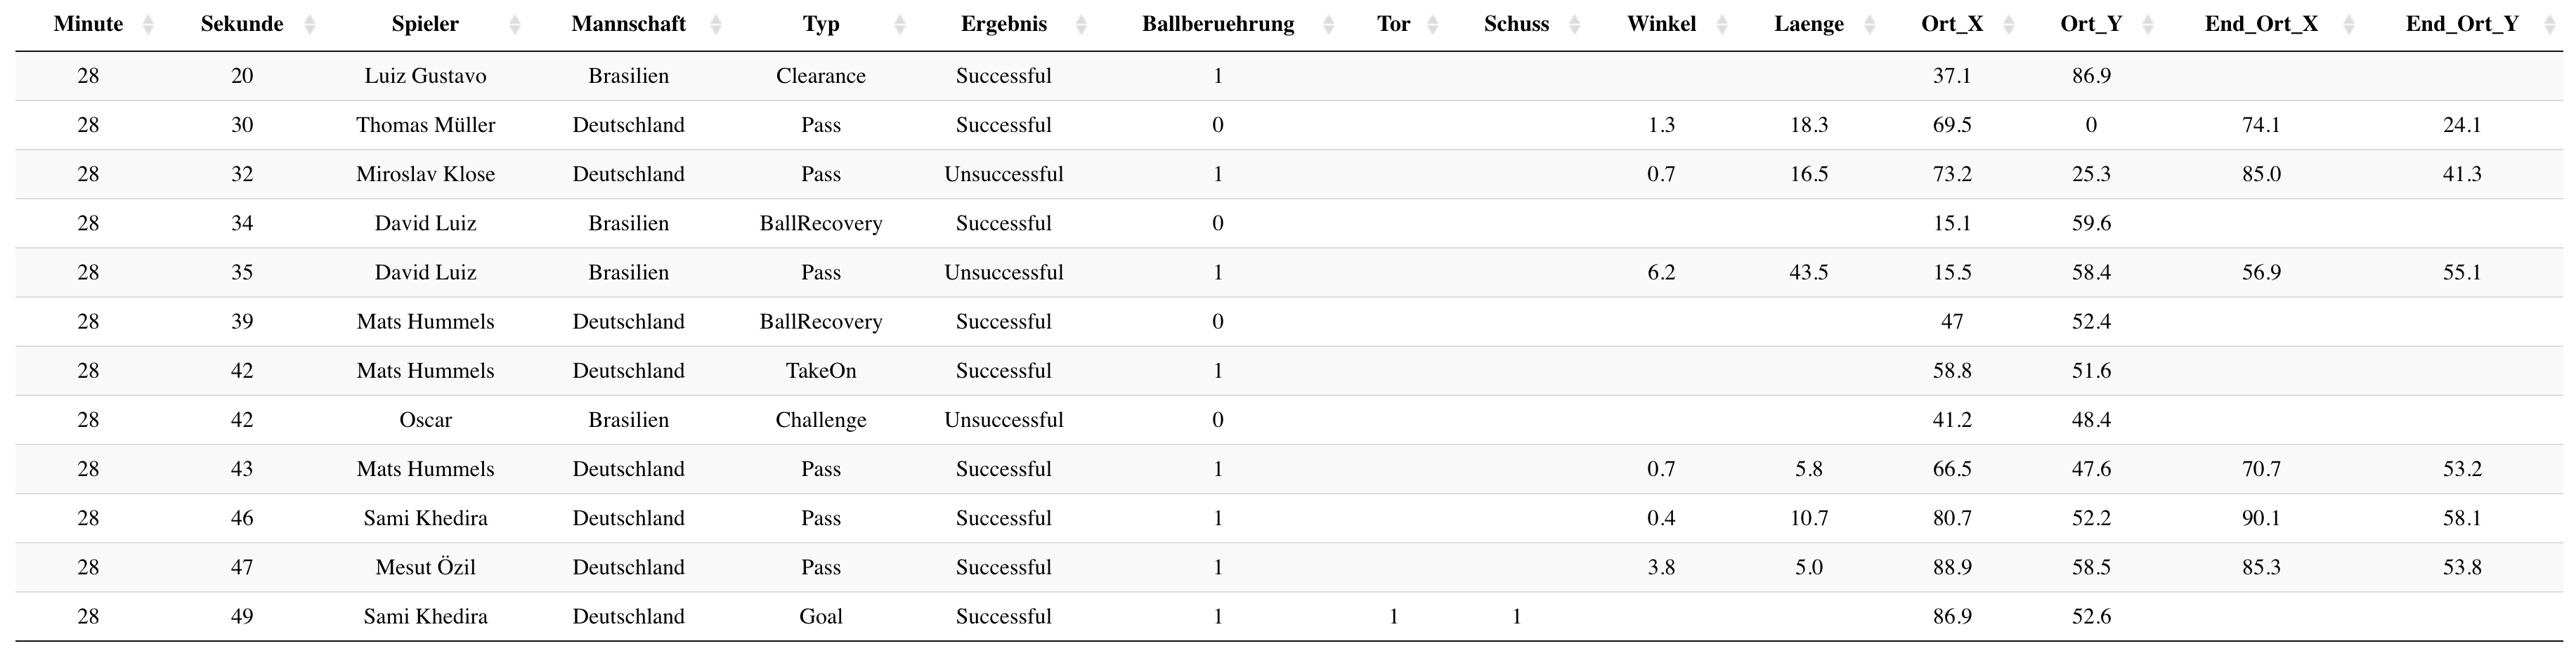 Minute Sekunde Spieler Mannschaft Typ Ergebnis Ballberuehrung Tor Schuss Winkel Laenge Ort_X Ort_Y End_Ort_X End_Ort_Y
28 20 Luiz Gustavo Brasilien Clearance Successful 1 37.1 86.9
28 30 Thomas Müller Deutschland Pass Successful 0 1.3 18.3 69.5 0 74.1 24.1
28 32 Miroslav Klose Deutschland Pass Unsuccessful 1 0.7 16.5 73.2 25.3 85.0 41.3
28 34 David Luiz Brasilien BallRecovery Successful 0 15.1 59.6
28 35 David Luiz Brasilien Pass Unsuccessful 1 6.2 43.5 15.5 58.4 56.9 55.1
28 39 Mats Hummels Deutschland BallRecovery Successful 0 47 52.4
28 42 Mats Hummels Deutschland TakeOn Successful 1 58.8 51.6
28 42 Oscar Brasilien Challenge Unsuccessful 0 41.2 48.4
28 43 Mats Hummels Deutschland Pass Successful 1 0.7 5.8 66.5 47.6 70.7 53.2
28 46 Sami Khedira Deutschland Pass Successful 1 0.4 10.7 80.7 52.2 90.1 58.1
28 47 Mesut Özil Deutschland Pass Successful 1 3.8 5.0 88.9 58.5 85.3 53.8
28 49 Sami Khedira Deutschland Goal Successful 1 1 1 86.9 52.6